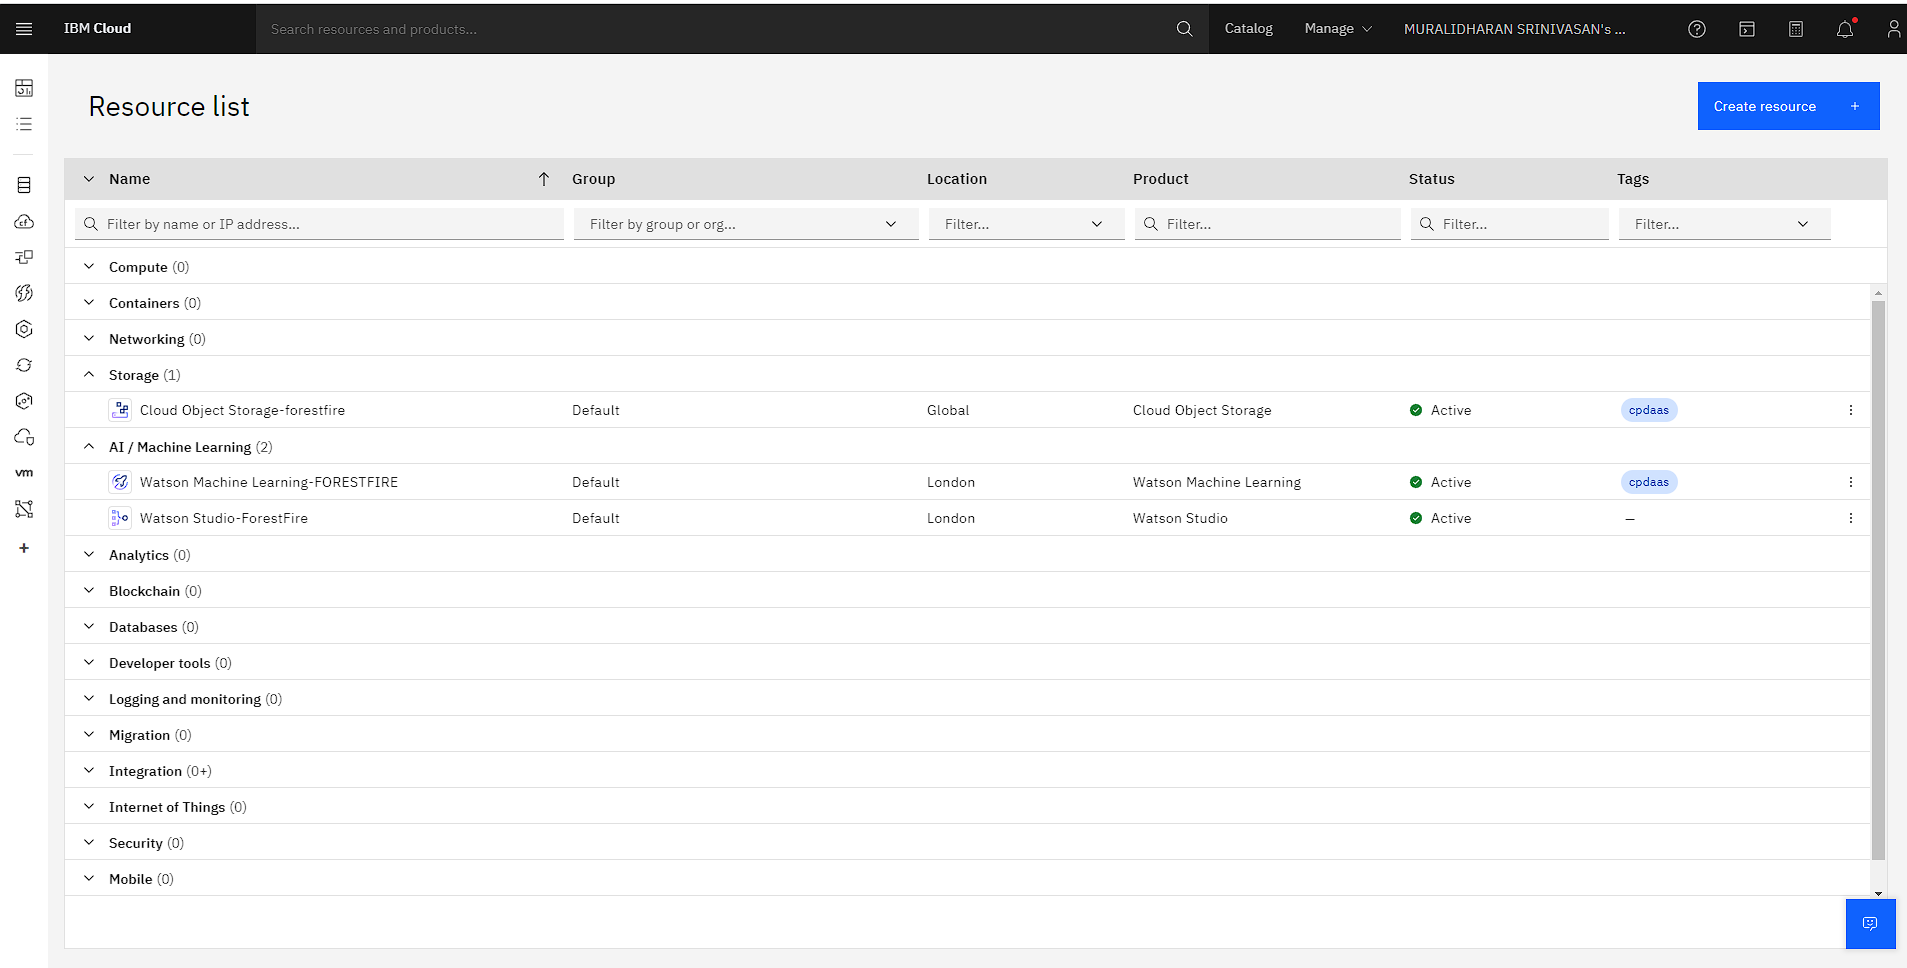 IBM Cloud
Search resources and products...
Catalog
Manage
MURALIDHARAN SRINIVASAN's ...
Resource list
Create resource +
Name Group Location Product Status Tags
Filter by name or IP address... Filter by group or org... Filter... Filter... Filter... Filter...
Compute (0)
Containers (0)
Networking (0)
Storage (1)
Cloud Object Storage-forestfire Default Global Cloud Object Storage Active cpdaas
AI / Machine Learning (2)
Watson Machine Learning-FORESTFIRE Default London Watson Machine Learning Active cpdaas
vm
Watson Studio-ForestFire Default London Watson Studio Active –
Analytics (0)
Blockchain (0)
Databases (0)
Developer tools (0)
Logging and monitoring (0)
Migration (0)
Integration (0+)
Internet of Things (0)
Security (0)
Mobile (0)